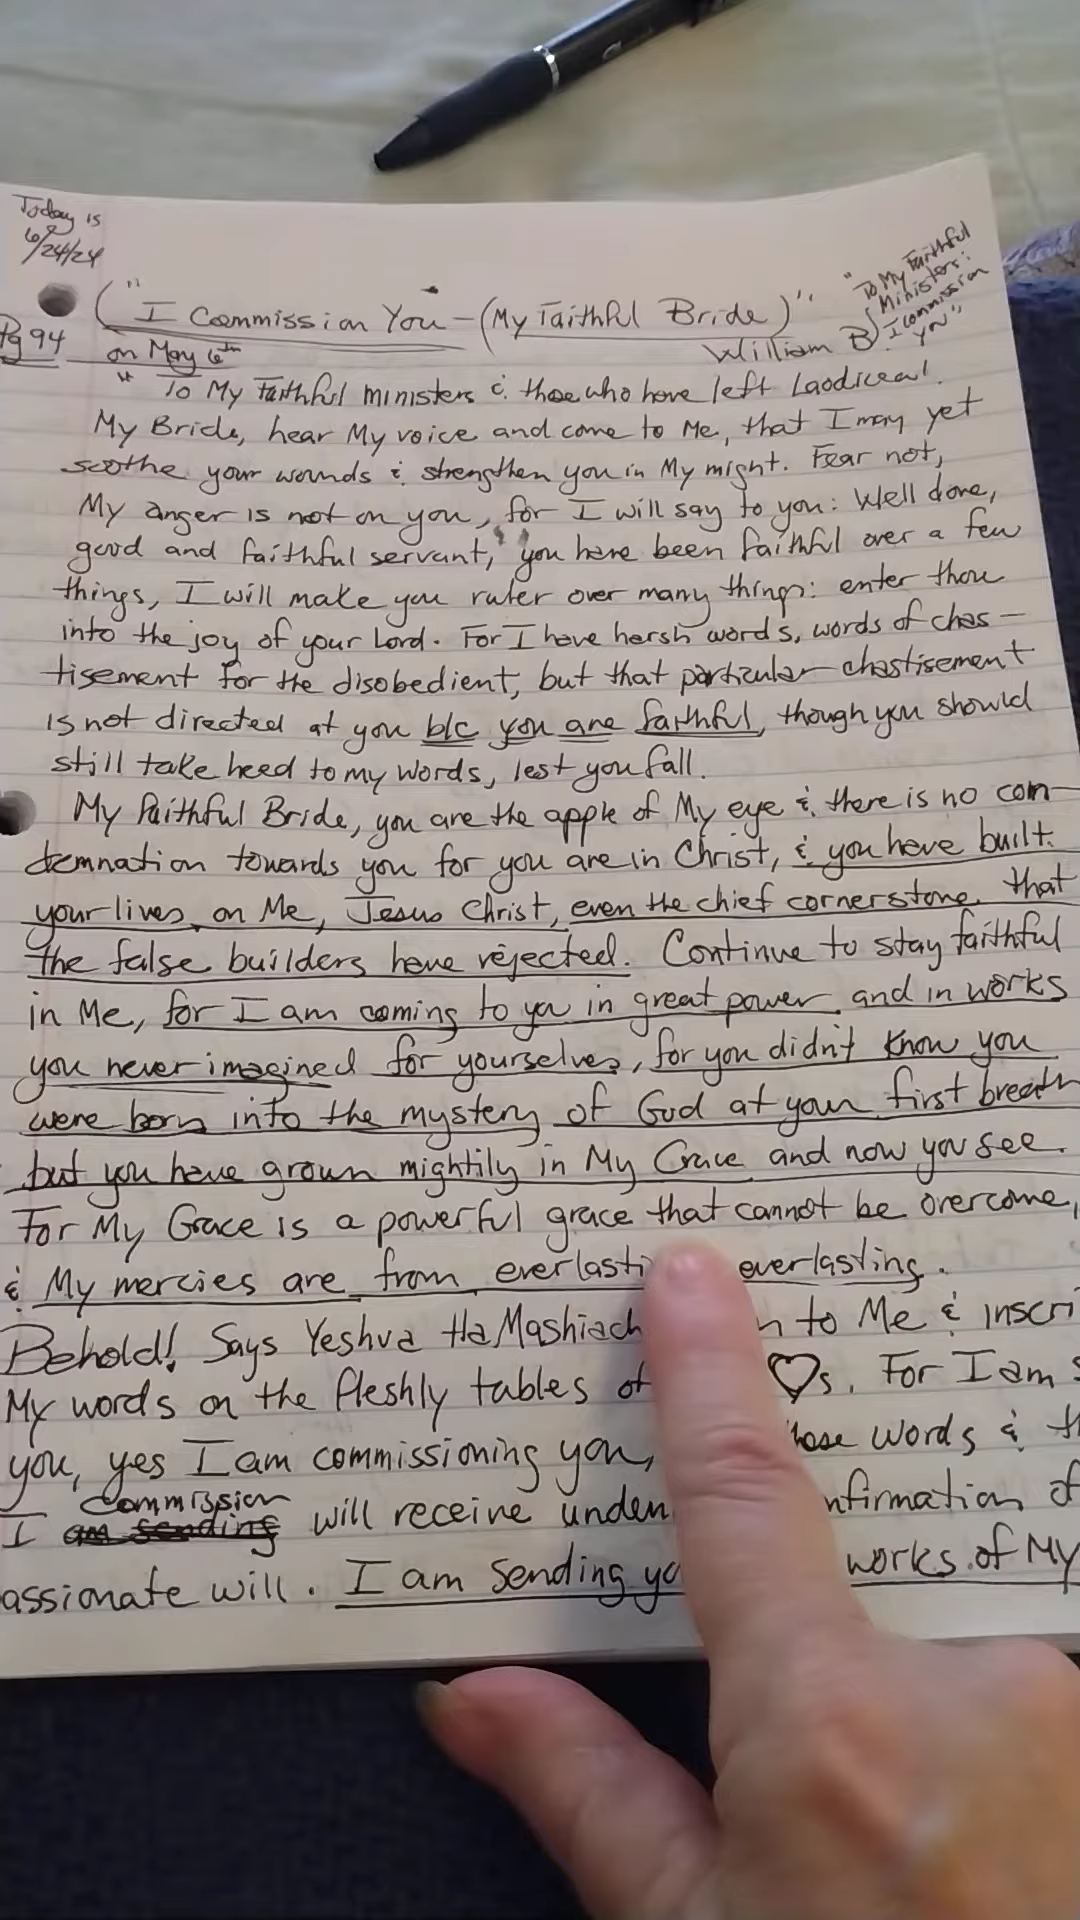 Today is
6/24/24
"To My Faithful
Ministers:
I commission
you"
("I Commission You - (My Faithful Bride)"
Pg 94
on May 6th
William B.
"To My Faithful ministers & those who have left Laodicea!
My Bride, hear My voice and come to Me, that I may yet
soothe your wounds & strengthen you in My might. Fear not,
My anger is not on you, for I will say to you: Well done,
good and faithful servant, you have been faithful over a few
things, I will make you ruler over many things: enter thou
into the joy of your Lord. For I have harsh words, words of chas-
tisement for the disobedient, but that particular chastisement
is not directed at you b/c you are faithful, though you should
still take heed to my words, lest you fall.
My Faithful Bride, you are the apple of My eye & there is no con-
demnation towards you for you are in Christ, & you have built
your lives on Me, Jesus Christ, even the chief cornerstone that
the false builders have rejected. Continue to stay faithful
in Me, for I am coming to you in great power and in works
you never imagined for yourselves, for you didn't know you
were born into the mystery of God at your first breath
but you have grown mightily in My Grace and now you see.
For My Grace is a powerful grace that cannot be overcome,
& My mercies are from everlasti everlasting.
Behold! Says Yeshua HaMashiach n to Me & inscri
My words on the fleshly tables of ♡s. For I am s
you, yes I am commissioning you, hose words & th
commission
I am sending will receive unden nfirmation of
assionate will. I am sending yo works of My